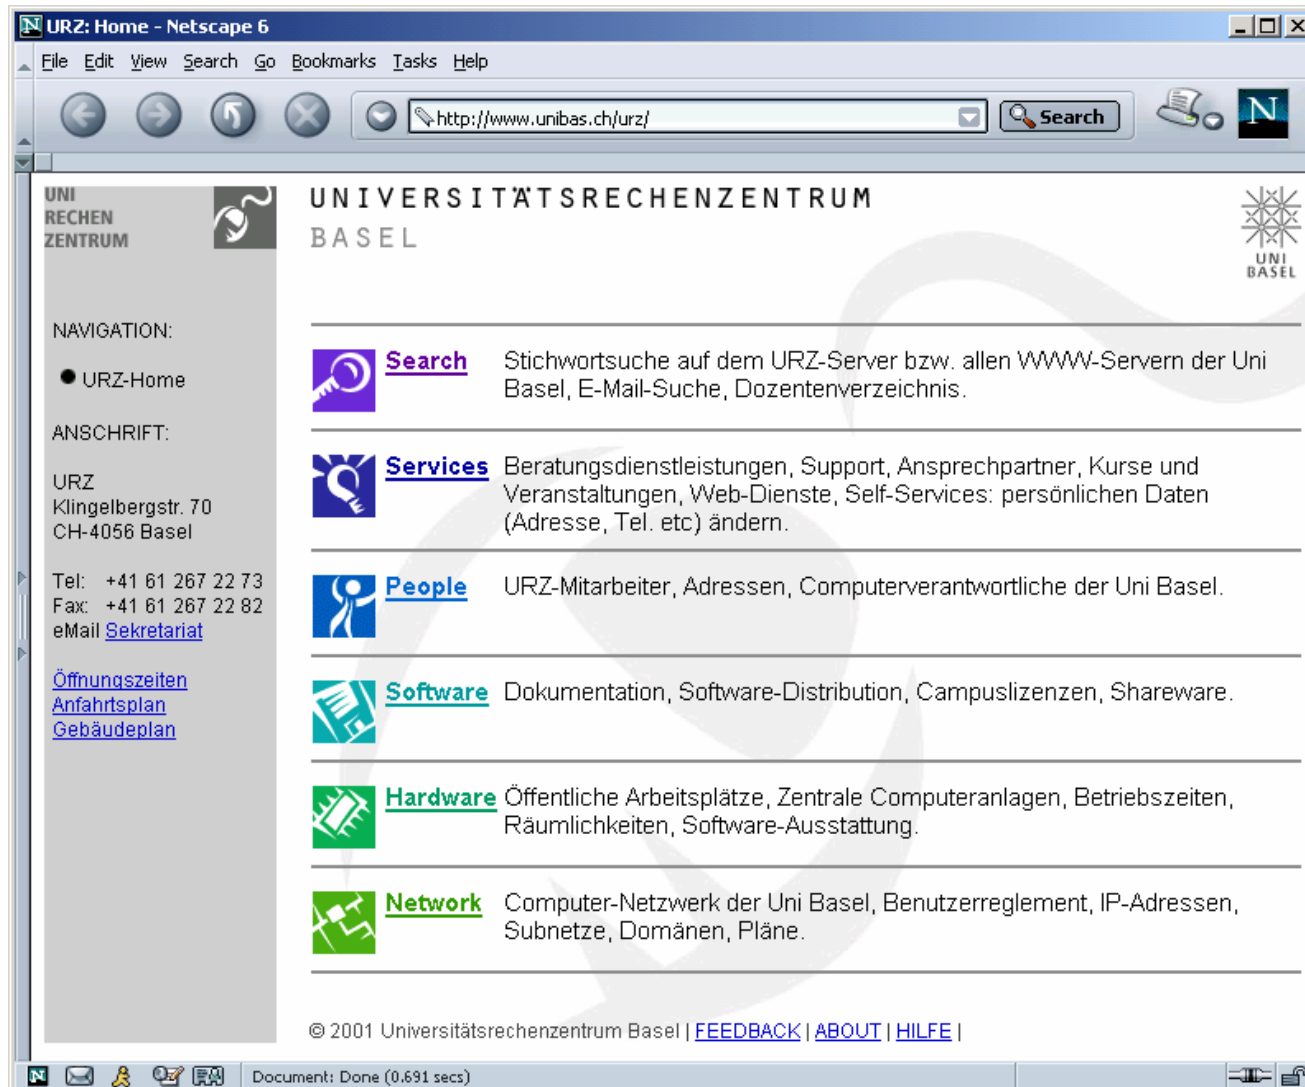 URZ: Home - Netscape 6
File Edit View Search Go Bookmarks Tasks Help
http://www.unibas.ch/urz/
Search
N
UNI
RECHEN
ZENTRUM
UNIVERSITÄTSRECHENZENTRUM
BASEL
UNI
BASEL
NAVIGATION:
URZ-Home
ANSCHRIFT:
URZ
Klingelbergstr. 70
CH-4056 Basel
Tel: +41 61 267 22 73
Fax: +41 61 267 22 82
eMail Sekretariat
Öffnungszeiten
Anfahrtsplan
Gebäudeplan
Search Stichwortsuche auf dem URZ-Server bzw. allen WWW-Servern der Uni
Basel, E-Mail-Suche, Dozentenverzeichnis.
Services Beratungsdienstleistungen, Support, Ansprechpartner, Kurse und
Veranstaltungen, Web-Dienste, Self-Services: persönlichen Daten
(Adresse, Tel. etc) ändern.
People URZ-Mitarbeiter, Adressen, Computerverantwortliche der Uni Basel.
Software Dokumentation, Software-Distribution, Campuslizenzen, Shareware.
Hardware Öffentliche Arbeitsplätze, Zentrale Computeranlagen, Betriebszeiten,
Räumlichkeiten, Software-Ausstattung.
Network Computer-Netzwerk der Uni Basel, Benutzerreglement, IP-Adressen,
Subnetze, Domänen, Pläne.
© 2001 Universitätsrechenzentrum Basel | FEEDBACK | ABOUT | HILFE |
Document: Done (0.691 secs)